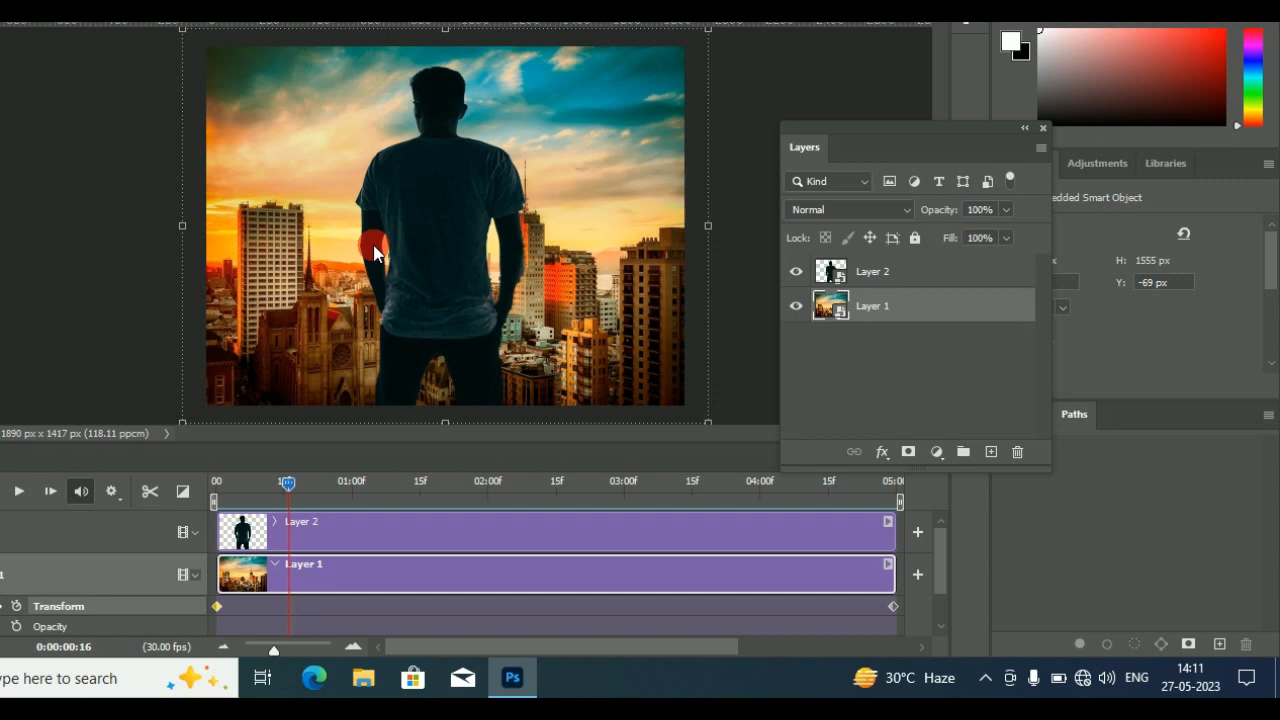 Layers
Adjustments
Libraries
Kind
edded Smart Object
Normal
Opacity: 100%
Lock:
Fill: 100%
H: 1555 px
Y: -69 px
Layer 2
Layer 1
Paths
1890 px x 1417 px (118.11 ppcm)
00
01:00f
15f
02:00f
15f
03:00f
15f
04:00f
15f
Layer 2
Layer 1
1
Transform
Opacity
0:00:00:16
(30.00 fps)
ype here to search
Ps
30°C Haze
ENG
14:11
27-05-2023